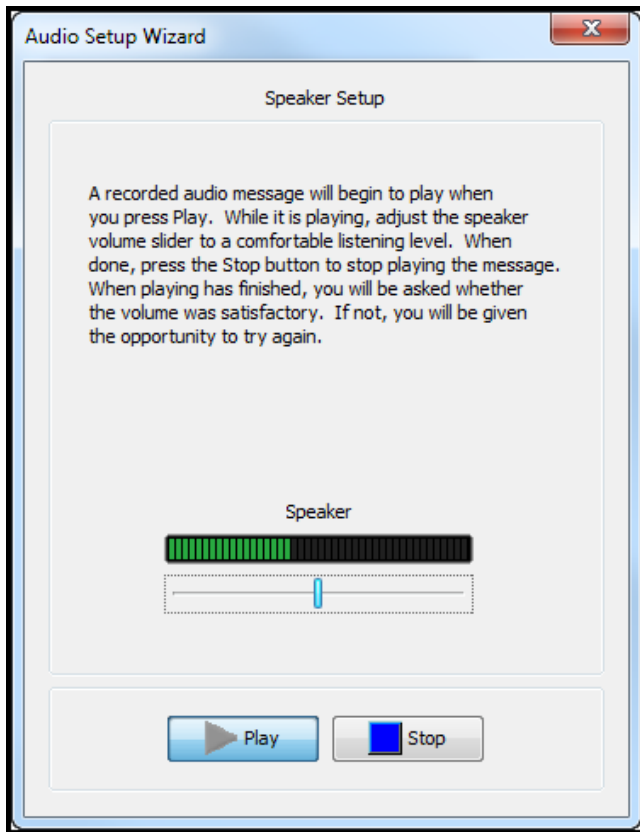 Audio Setup Wizard
Speaker Setup
A recorded audio message will begin to play when
you press Play.  While it is playing, adjust the speaker
volume slider to a comfortable listening level.  When
done, press the Stop button to stop playing the message.
When playing has finished, you will be asked whether
the volume was satisfactory.  If not, you will be given
the opportunity to try again.
Speaker
Play
Stop